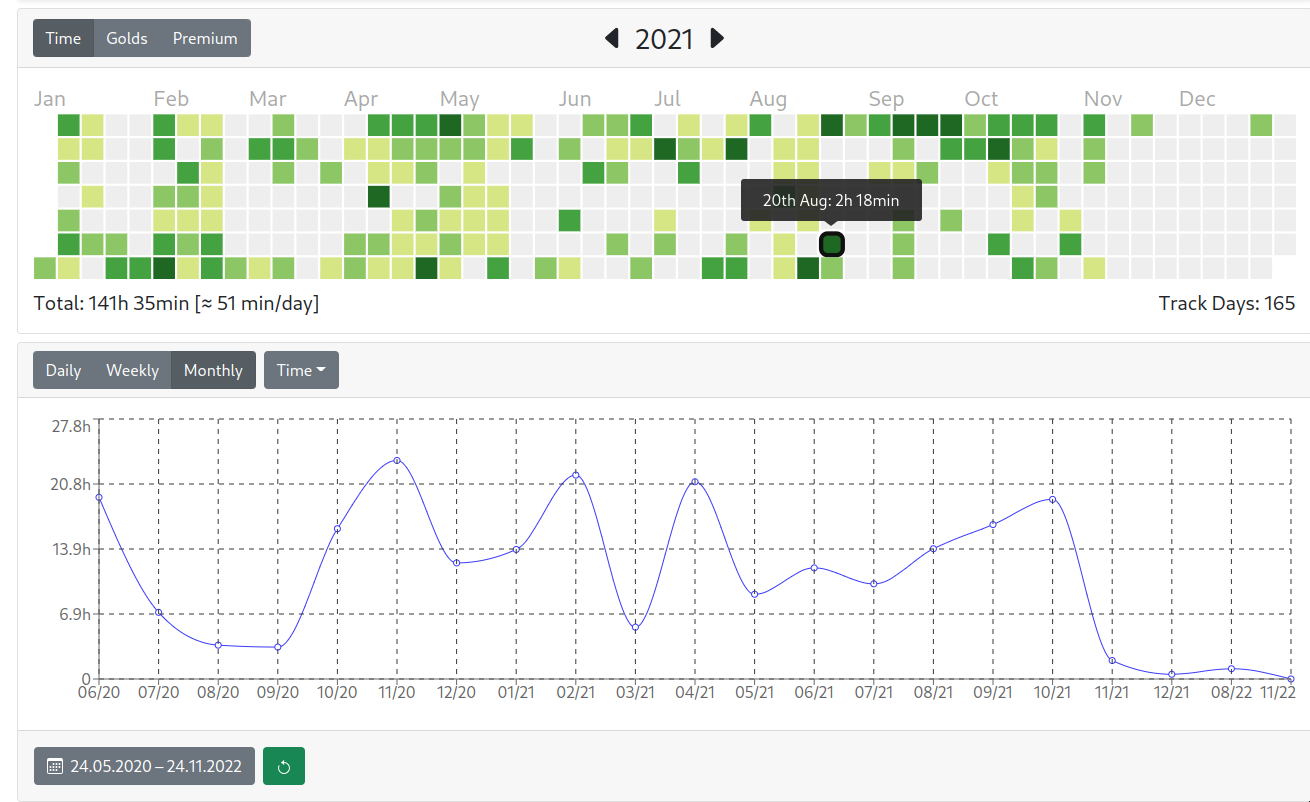 Time Golds Premium
2021
Jan Feb Mar Apr May Jun Jul Aug Sep Oct Nov Dec
20th Aug: 2h 18min
Total: 141h 35min [≈ 51 min/day]
Track Days: 165
Daily Weekly Monthly Time
27.8h
20.8h
13.9h
6.9h
0
06/20 07/20 08/20 09/20 10/20 11/20 12/20 01/21 02/21 03/21 04/21 05/21 06/21 07/21 08/21 09/21 10/21 11/21 12/21 08/22 11/22
24.05.2020 – 24.11.2022